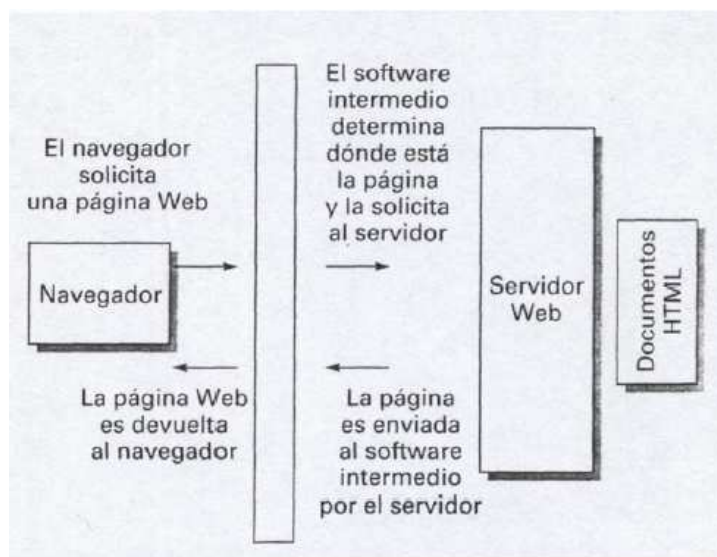 El navegador
solicita
una página Web
El software
intermedio
determina
dónde está
la página
y la solicita
al servidor
Navegador
Servidor
Web
Documentos
HTML
La página Web
es devuelta
al navegador
La página
es enviada
al software
intermedio
por el servidor